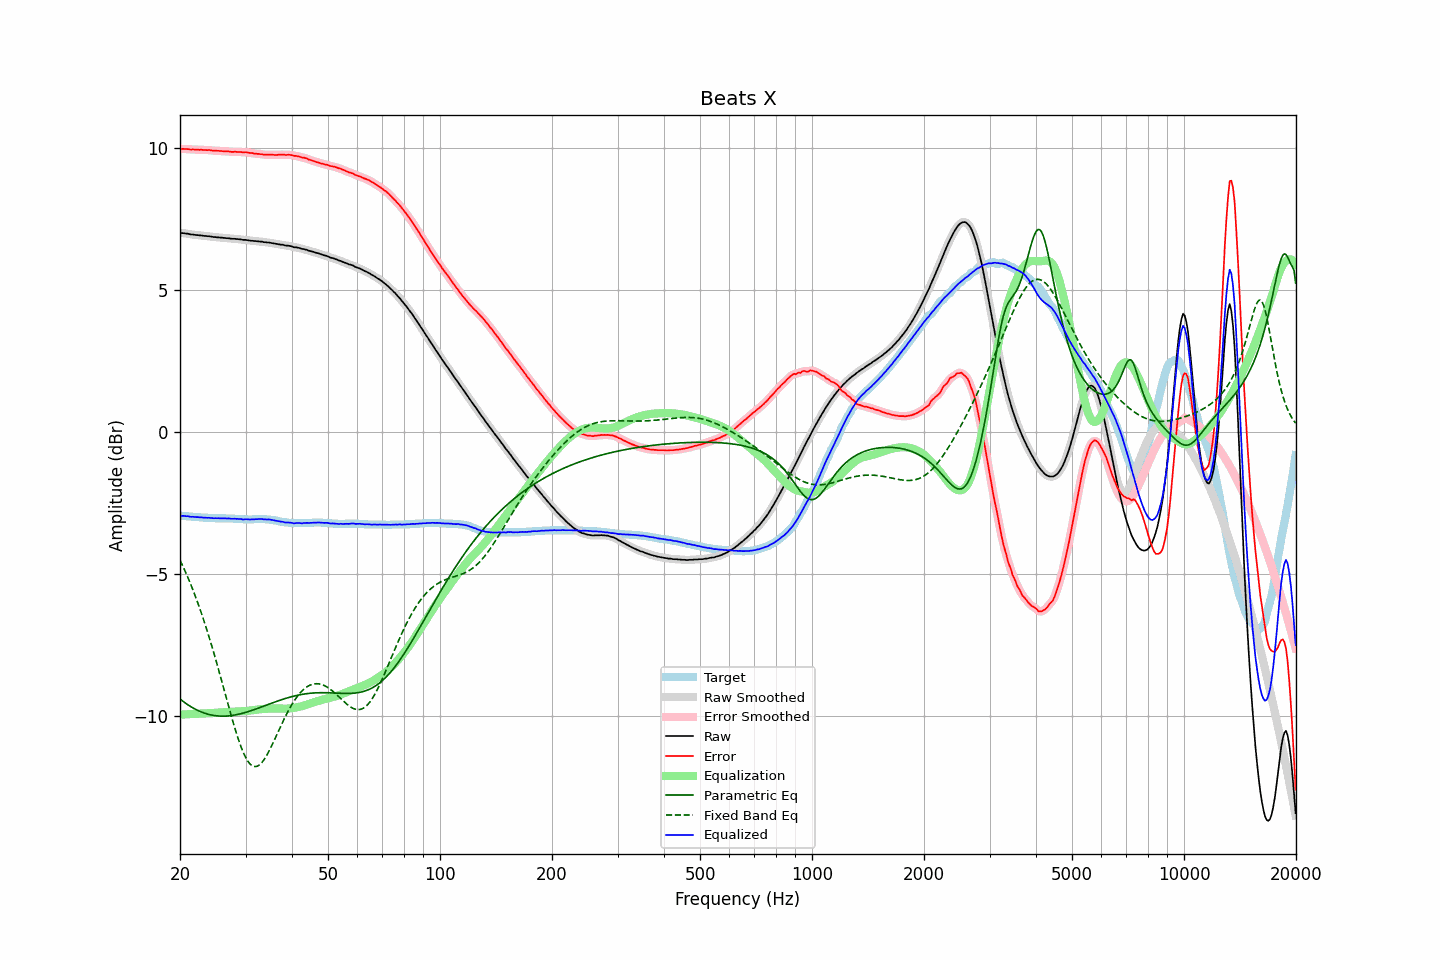 Beats X
Amplitude (dBr)
10
5
0
−5
−10
20
50
100
200
500
1000
2000
5000
10000
20000
Frequency (Hz)
Target
Raw Smoothed
Error Smoothed
Raw
Error
Equalization
Parametric Eq
Fixed Band Eq
Equalized